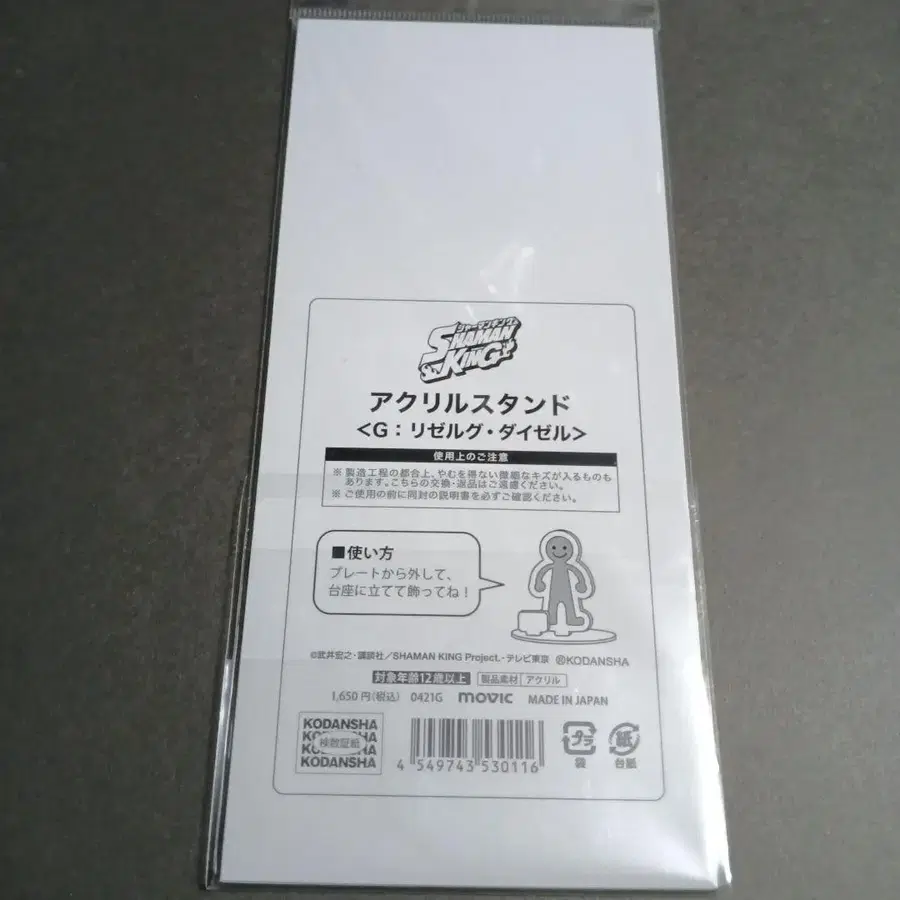 シャーマンキング
SHAMAN
KING
アクリルスタンド
<G：リゼルグ・ダイゼル>
使用上のご注意
※製造工程の都合上、やむを得ない微細なキズが入るものも
あります。こちらの交換・返品はご遠慮ください。
※ご使用の前に同封の説明書を必ずご確認ください。
■使い方
プレートから外して、
台座に立てて飾ってね！
©武井宏之・講談社／SHAMAN KING Project.・テレビ東京 ⓇKODANSHA
対象年齢12歳以上 製品素材 アクリル
1,650円(税込) 0421G movic MADE IN JAPAN
KODANSHA
検数証紙
KODANSHA
4 549743 530116
プラ
袋
紙
台紙